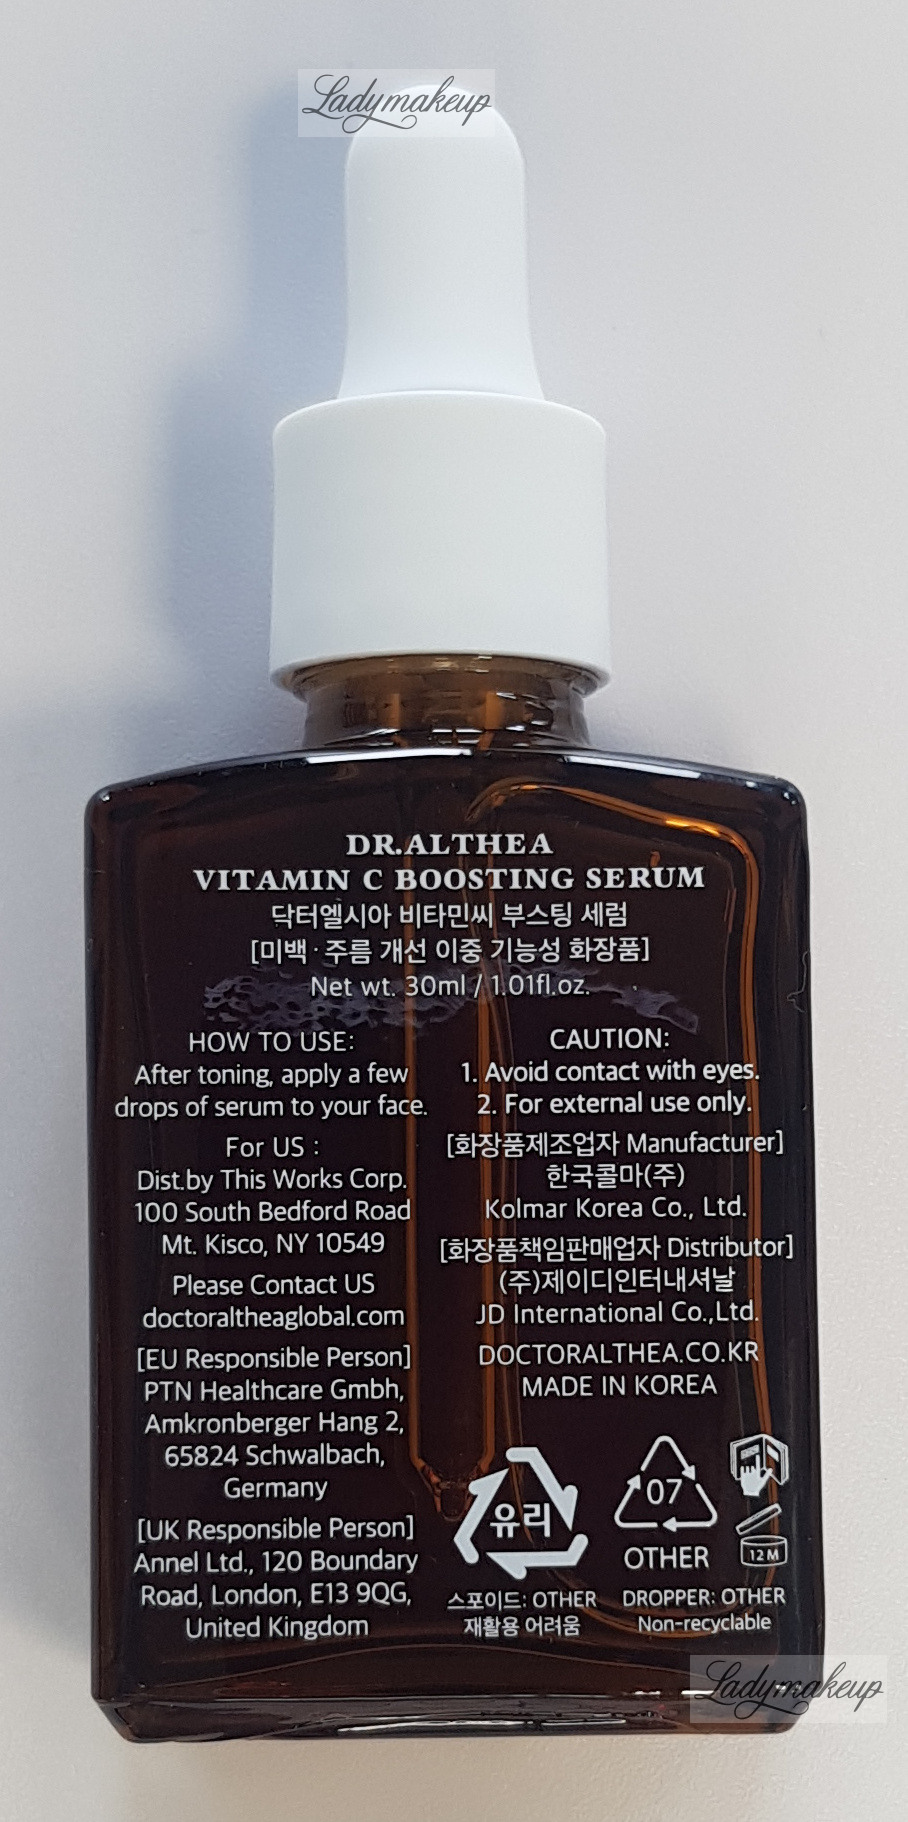 Ladymakeup
DR.ALTHEA
VITAMIN C BOOSTING SERUM
닥터엘시아 비타민씨 부스팅 세럼
[미백·주름 개선 이중 기능성 화장품]
Net wt. 30ml / 1.01fl.oz.
HOW TO USE:
After toning, apply a few
drops of serum to your face.
For US :
Dist.by This Works Corp.
100 South Bedford Road
Mt. Kisco, NY 10549
Please Contact US
doctoraltheaglobal.com
[EU Responsible Person]
PTN Healthcare Gmbh,
Amkronberger Hang 2,
65824 Schwalbach,
Germany
[UK Responsible Person]
Annel Ltd., 120 Boundary
Road, London, E13 9QG,
United Kingdom
CAUTION:
1. Avoid contact with eyes.
2. For external use only.
[화장품제조업자 Manufacturer]
한국콜마(주)
Kolmar Korea Co., Ltd.
[화장품책임판매업자 Distributor]
(주)제이디인터내셔날
JD International Co.,Ltd.
DOCTORALTHEA.CO.KR
MADE IN KOREA
유리
스포이드: OTHER
재활용 어려움
07
OTHER
DROPPER: OTHER
Non-recyclable
12 M
Ladymakeup